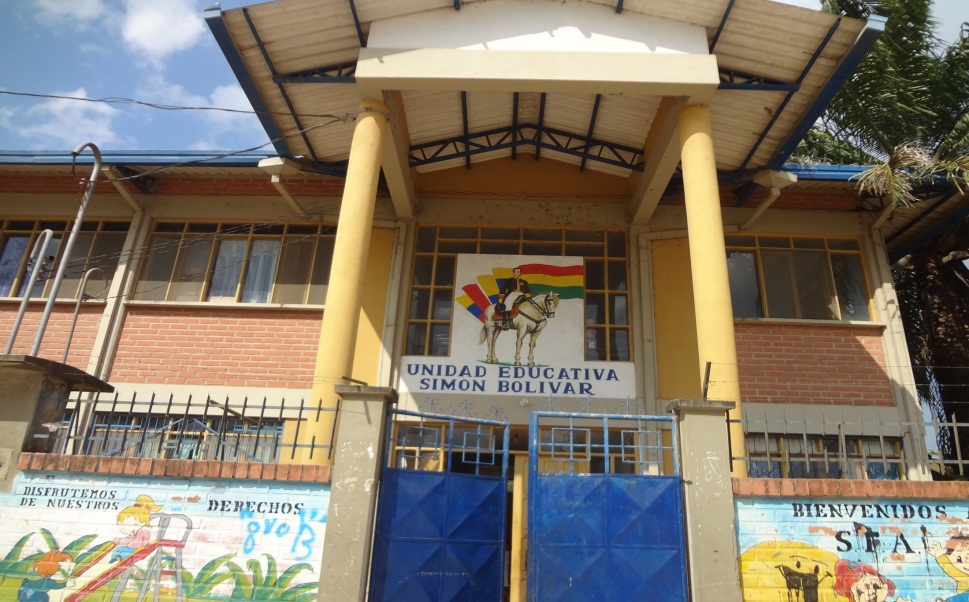 UNIDAD EDUCATIVA
SIMON BOLIVAR
DISFRUTEMOS
DE NUESTROS
DERECHOS
BIENVENIDOS
S.F.A.